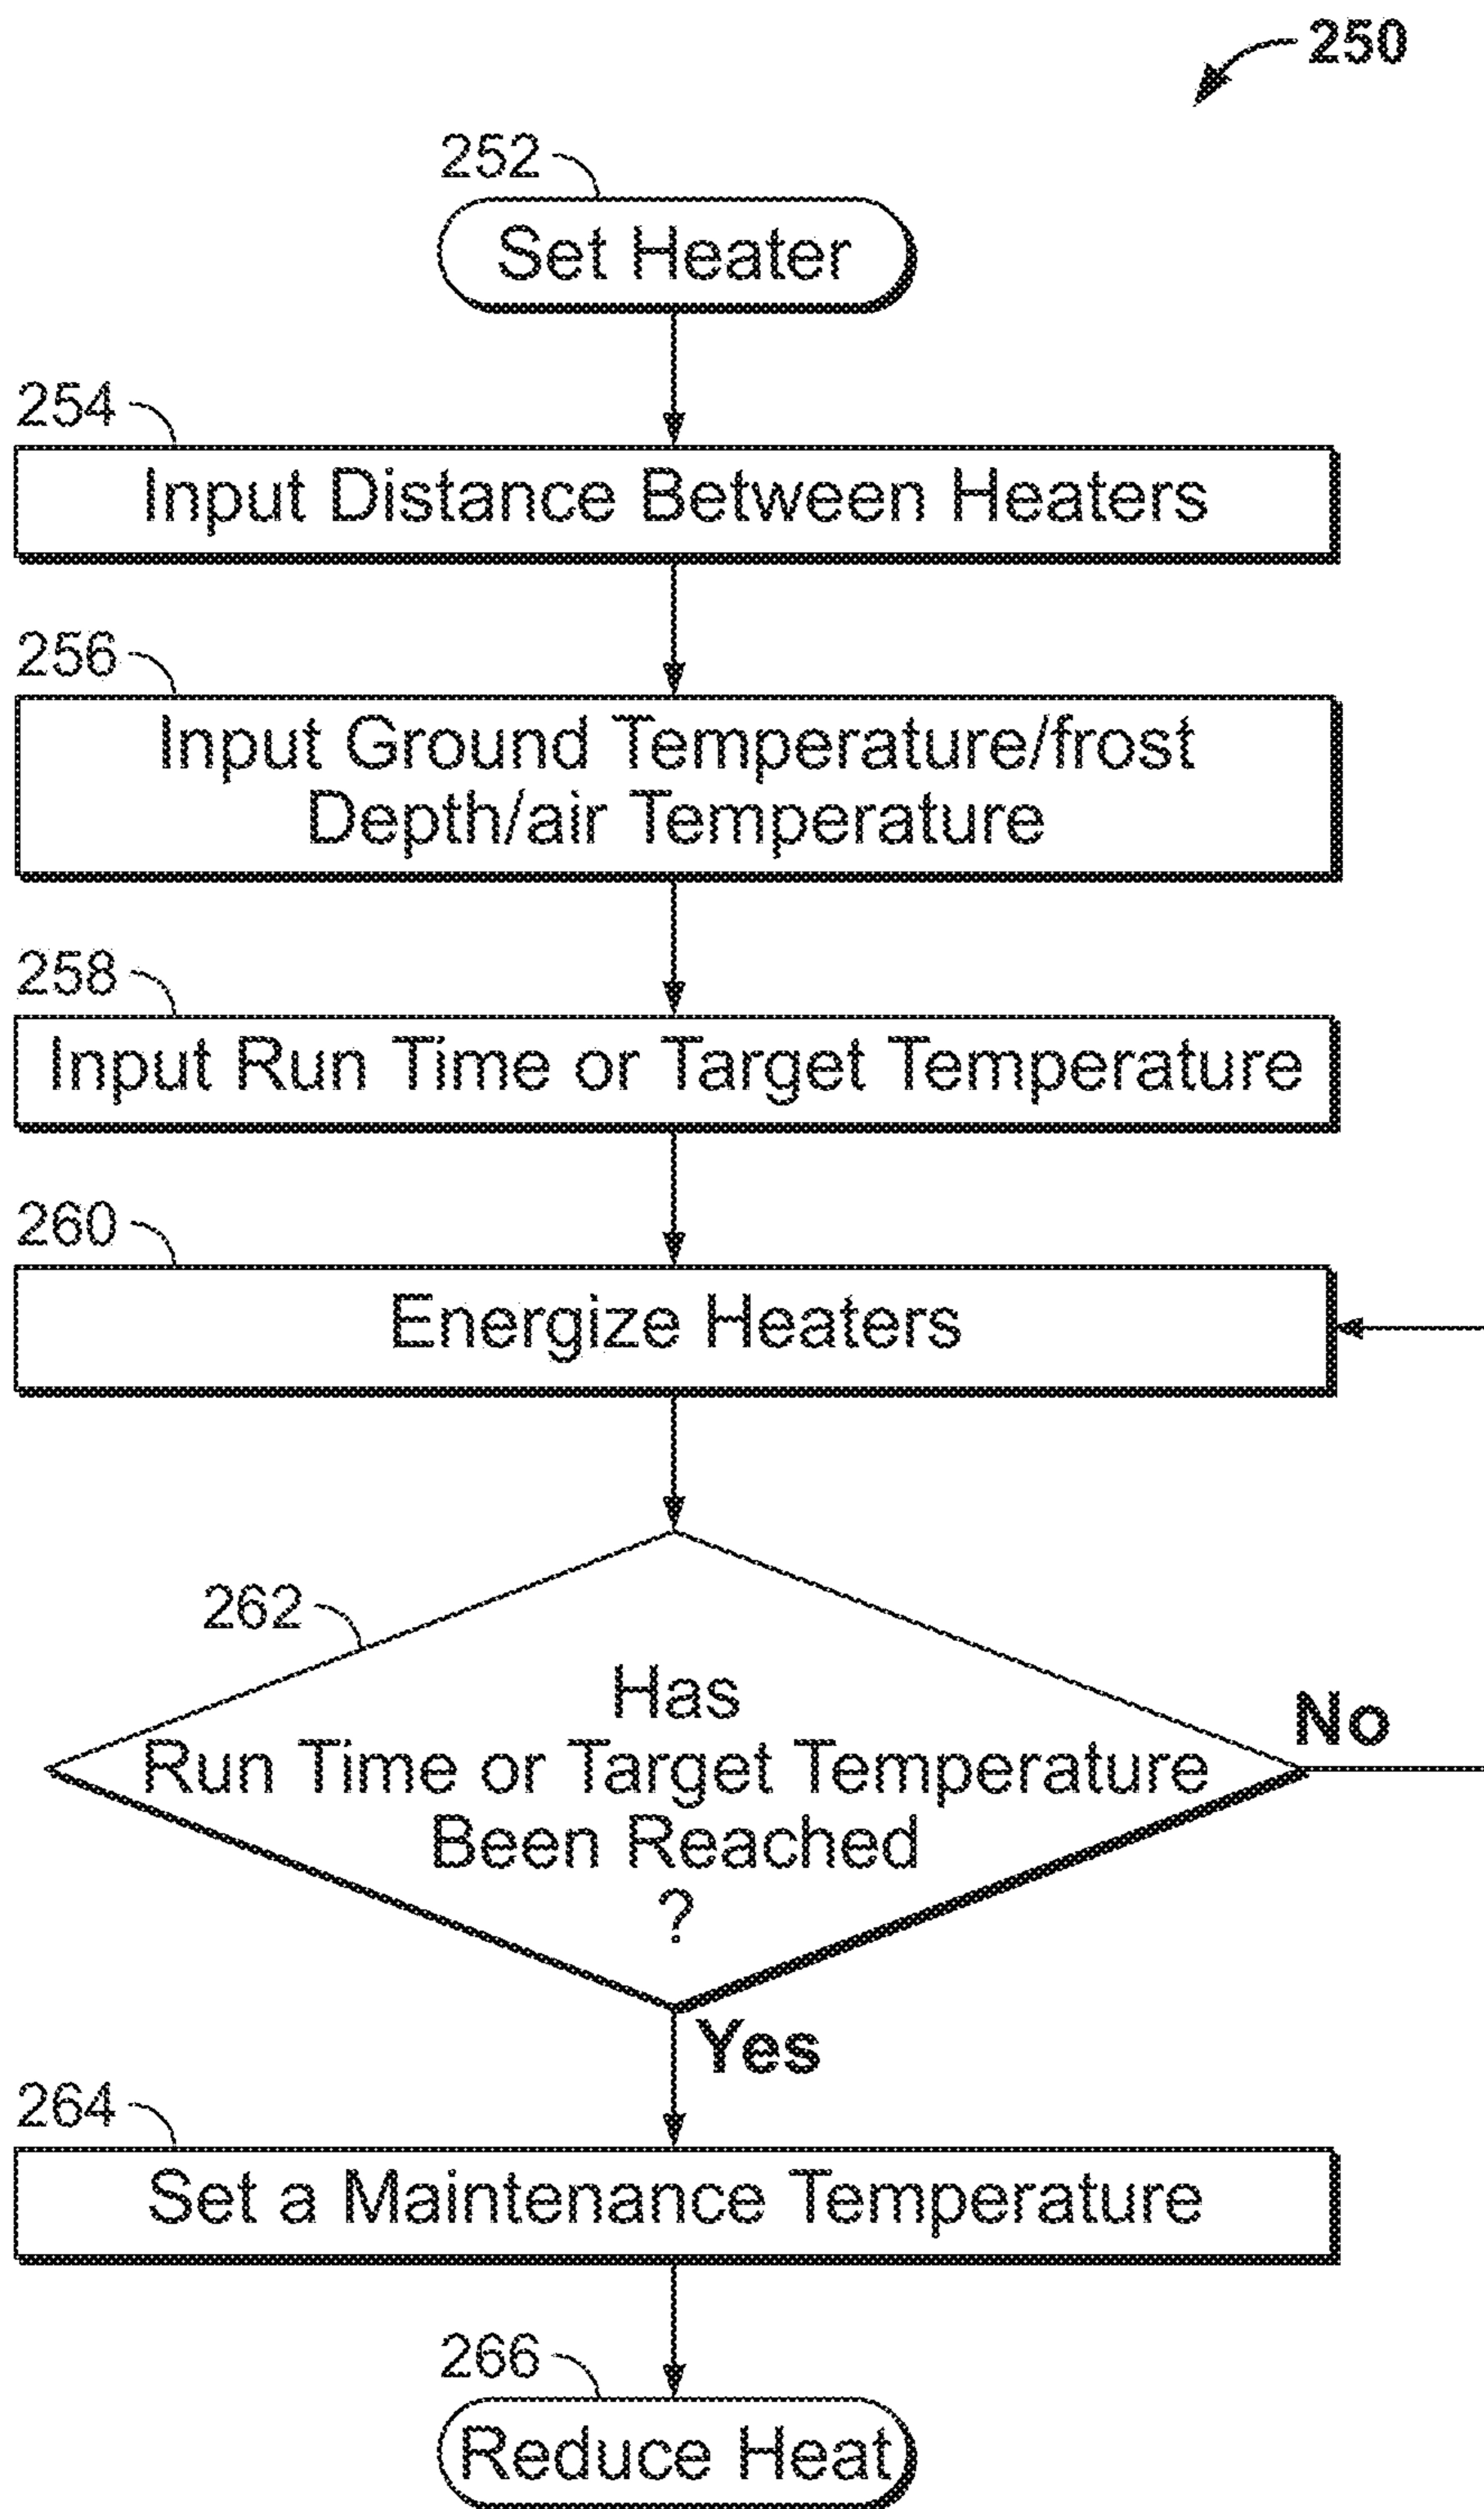 250
252
Set Heater
254
Input Distance Between Heaters
256
Input Ground Temperature/frost
Depth/air Temperature
258
Input Run Time or Target Temperature
260
Energize Heaters
262
Has
Run Time or Target Temperature
Been Reached
?
No
Yes
264
Set a Maintenance Temperature
266
Reduce Heat